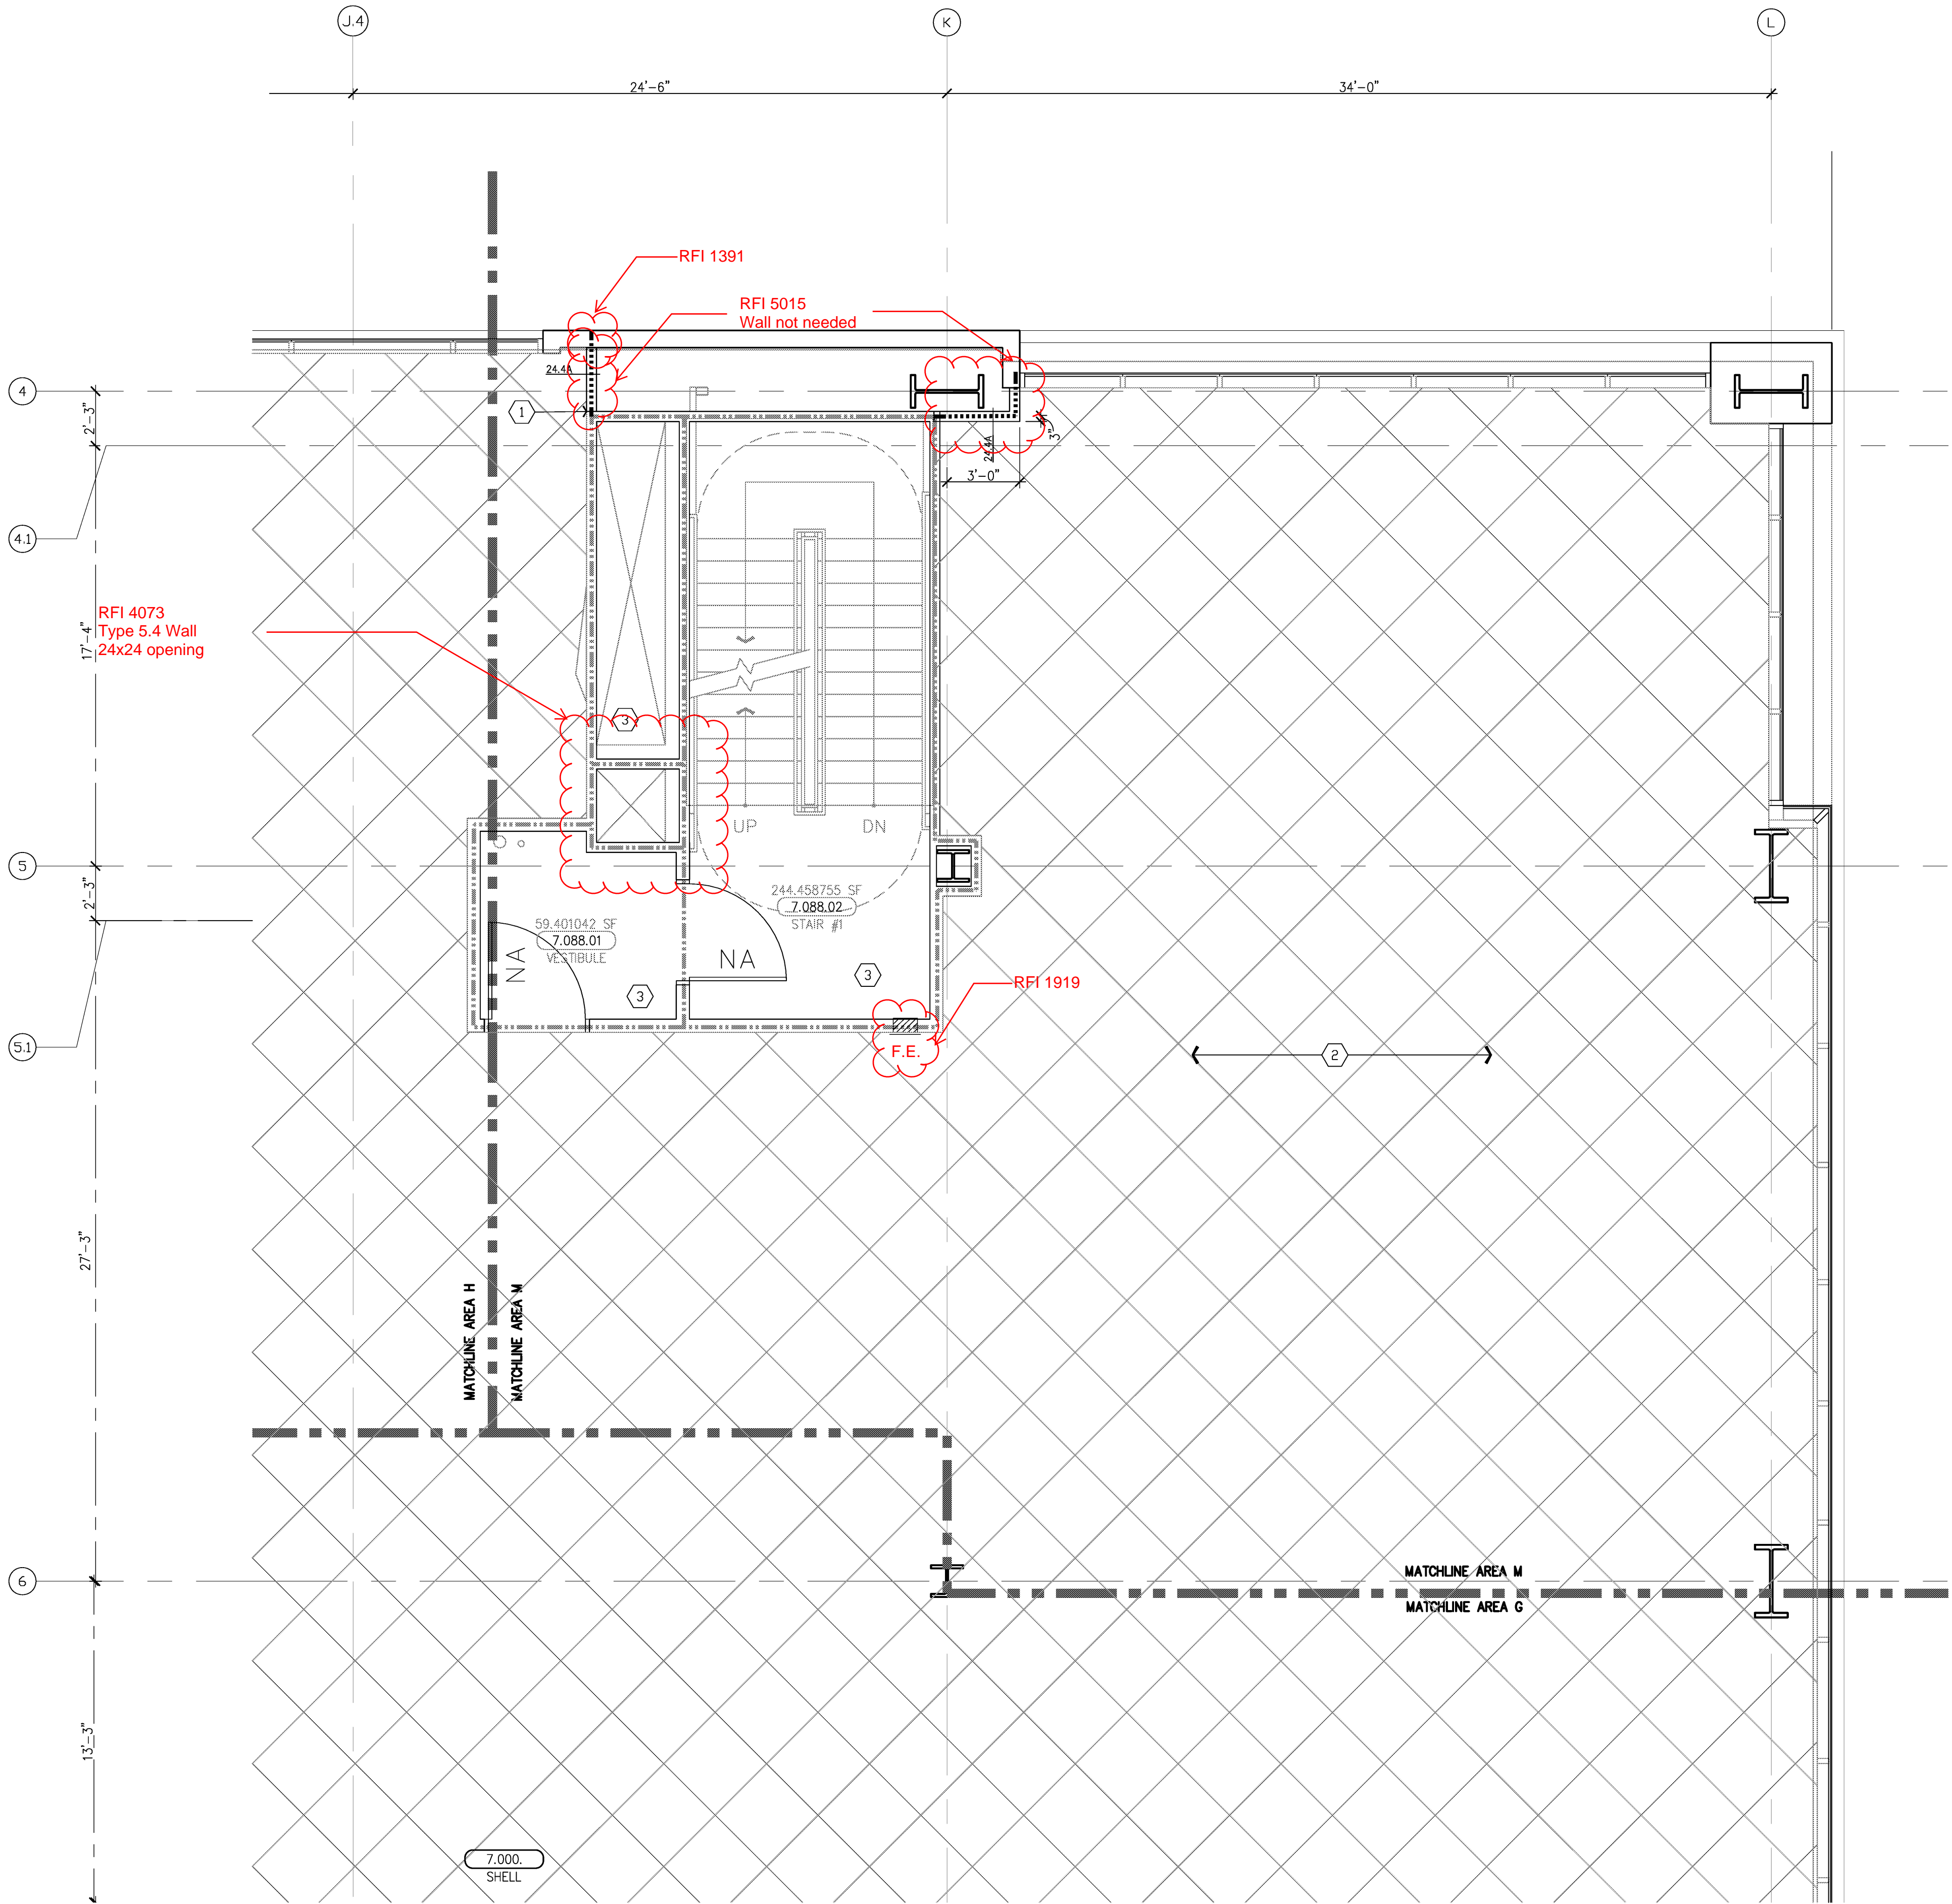 J.4
K
L
24'-6"
34'-0"
RFI 1391
RFI 5015
Wall not needed
24.4A
4
1
2'-3"
3"
24.4A
3'-0"
4.1
RFI 4073
Type 5.4 Wall
24x24 opening
17'-4"
3
UP
DN
5
2'-3"
244.458755 SF
7.088.02
STAIR #1
59.401042 SF
7.088.01
VESTIBULE
NA
NA
3
3
RFI 1919
F.E.
5.1
2
27'-3"
MATCHLINE AREA H
MATCHLINE AREA M
6
MATCHLINE AREA M
MATCHLINE AREA G
13'-3"
7.000.
SHELL